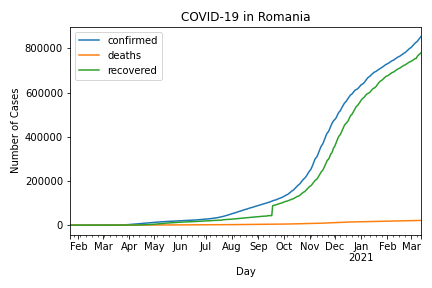 COVID-19 in Romania
confirmed
deaths
recovered
Number of Cases
800000
600000
400000
200000
0
Feb Mar Apr May Jun Jul Aug Sep Oct Nov Dec Jan Feb Mar
2021
Day